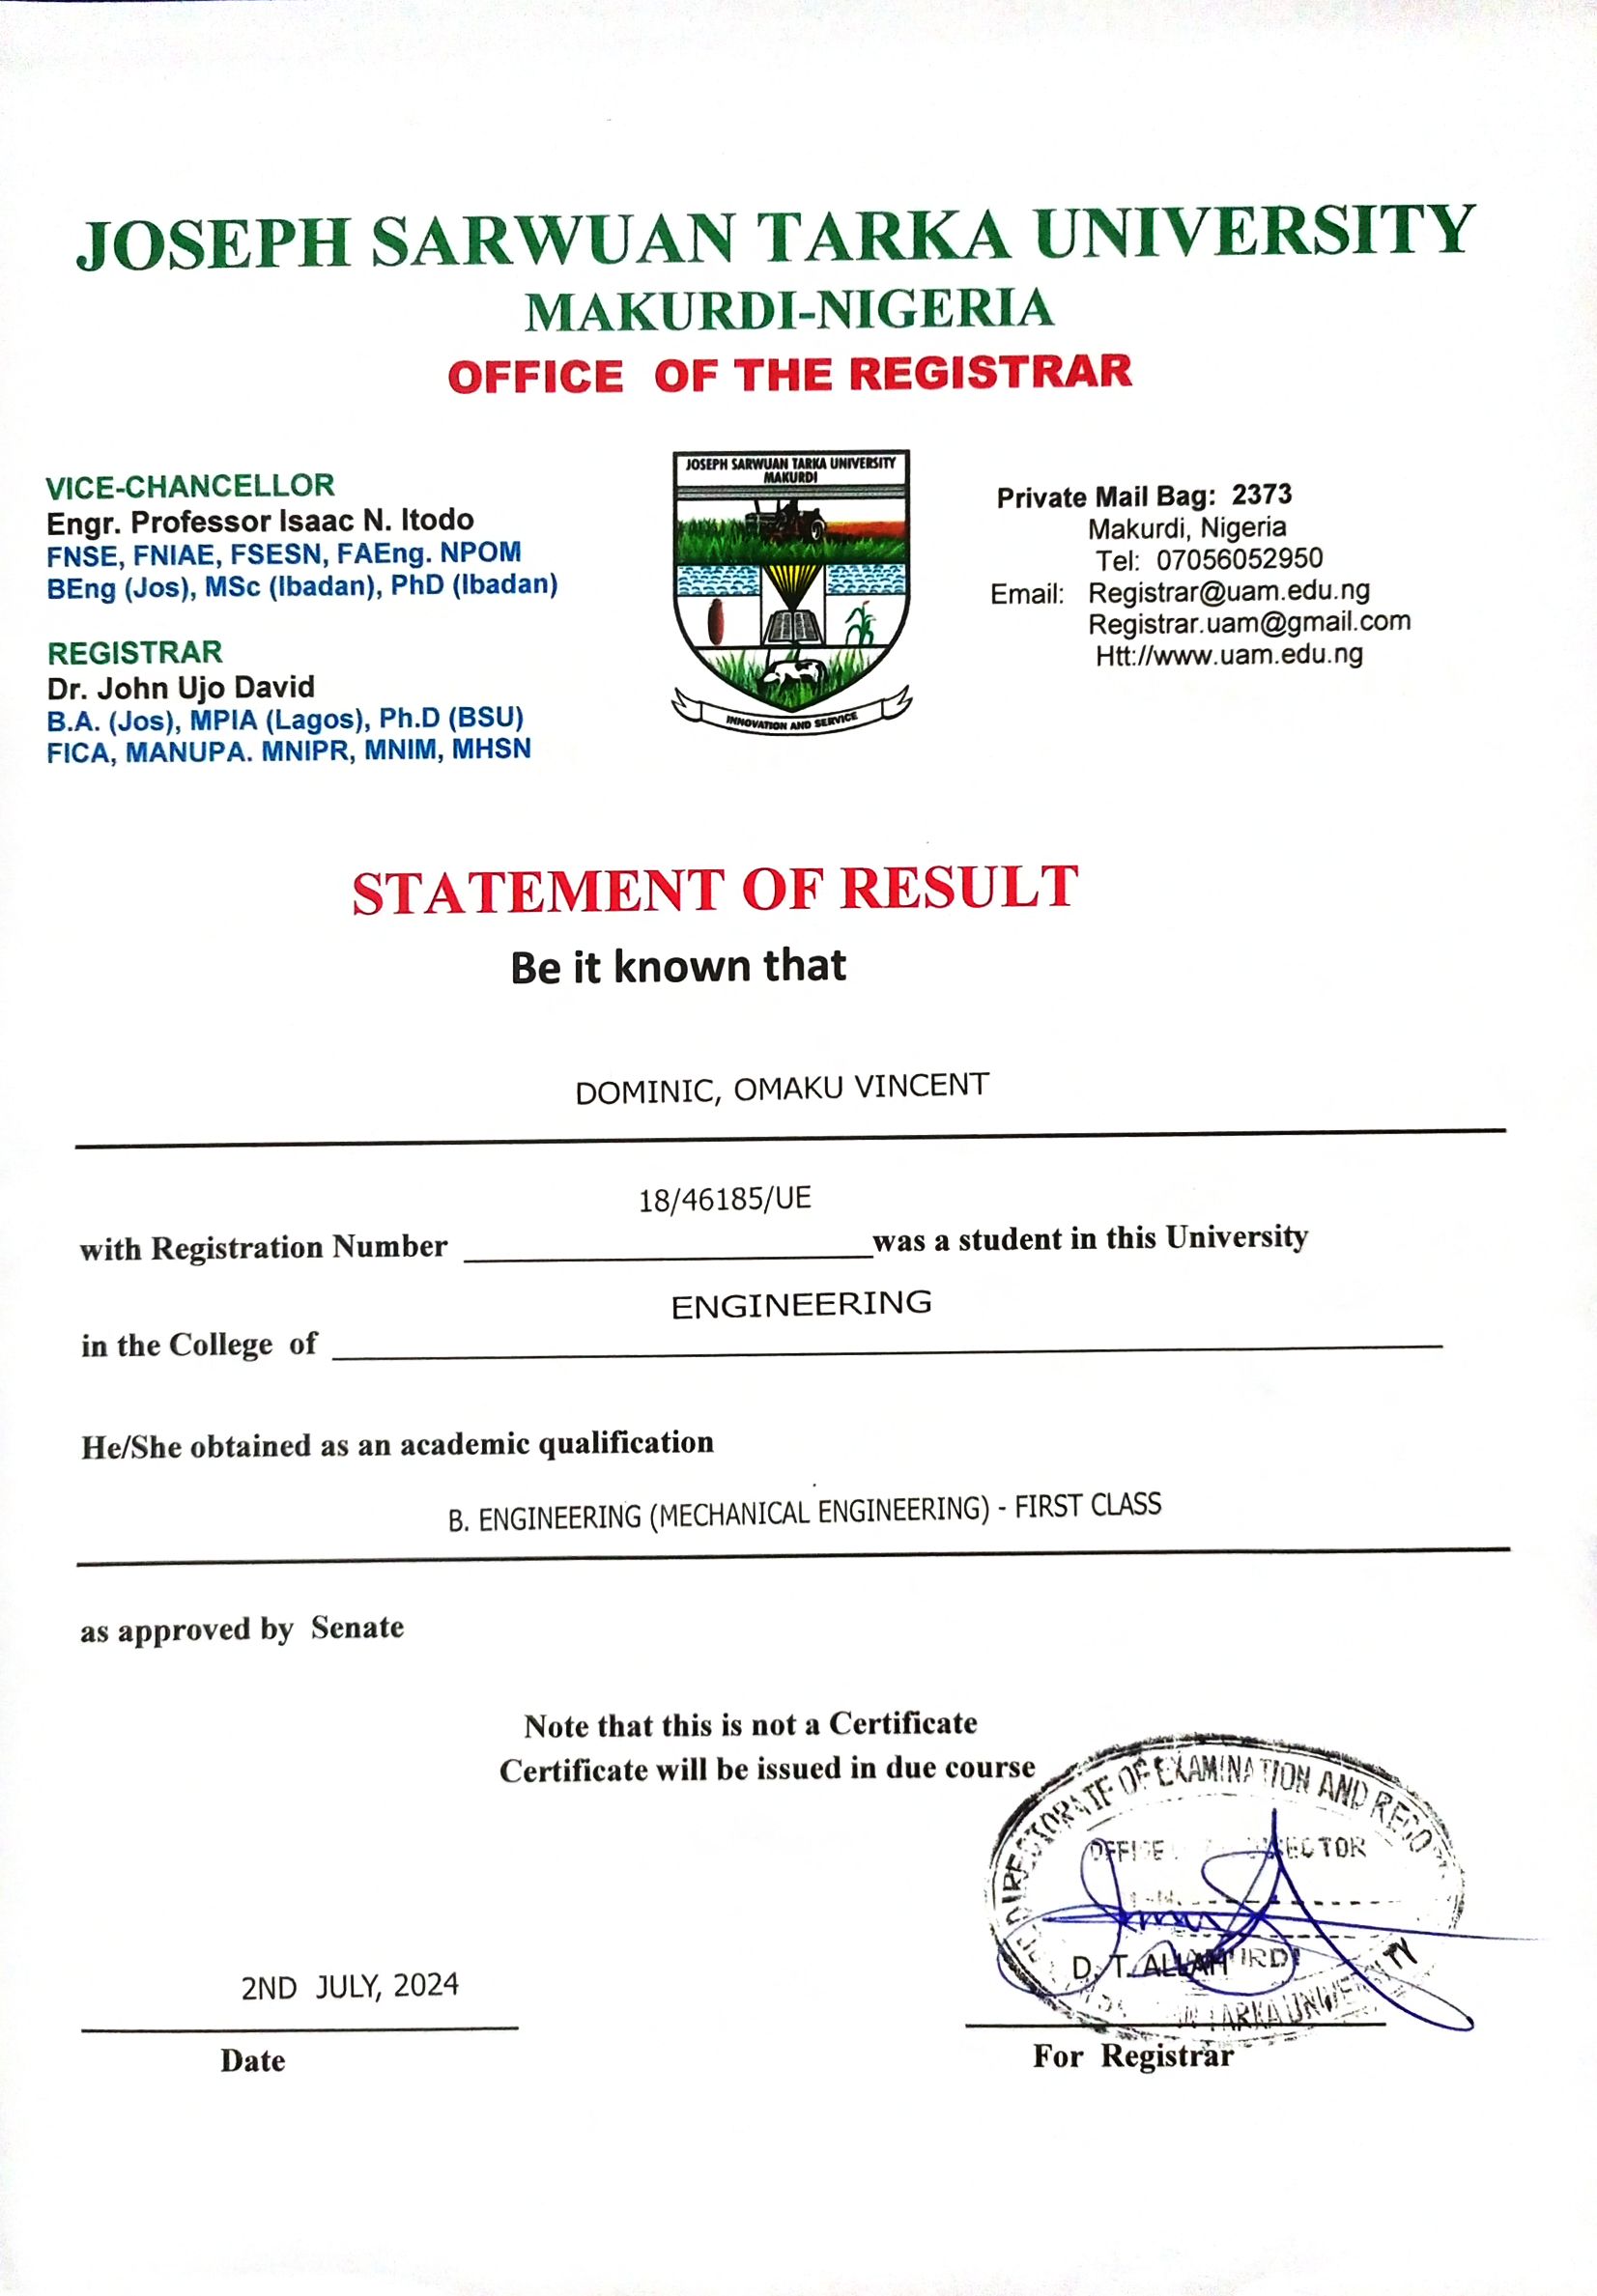 JOSEPH SARWUAN TARKA UNIVERSITY
MAKURDI-NIGERIA
OFFICE OF THE REGISTRAR
VICE-CHANCELLOR
Engr. Professor Isaac N. Itodo
FNSE, FNIAE, FSESN, FAEng. NPOM
BEng (Jos), MSc (Ibadan), PhD (Ibadan)
REGISTRAR
Dr. John Ujo David
B.A. (Jos), MPIA (Lagos), Ph.D (BSU)
FICA, MANUPA. MNIPR, MNIM, MHSN
JOSEPH SARWUAN TARKA UNIVERSITY
MAKURDI
INNOVATION AND SERVICE
Private Mail Bag: 2373
Makurdi, Nigeria
Tel: 07056052950
Email: Registrar@uam.edu.ng
Registrar.uam@gmail.com
Htt://www.uam.edu.ng
STATEMENT OF RESULT
Be it known that
DOMINIC, OMAKU VINCENT
18/46185/UE
with Registration Number was a student in this University
ENGINEERING
in the College of
He/She obtained as an academic qualification
B. ENGINEERING (MECHANICAL ENGINEERING) - FIRST CLASS
as approved by Senate
Note that this is not a Certificate
Certificate will be issued in due course
DIRECTORATE OF EXAMINATION AND
OFFICE
D. T. ALLAH
TARKA UNIVERSITY
2ND JULY, 2024
Date
For Registrar